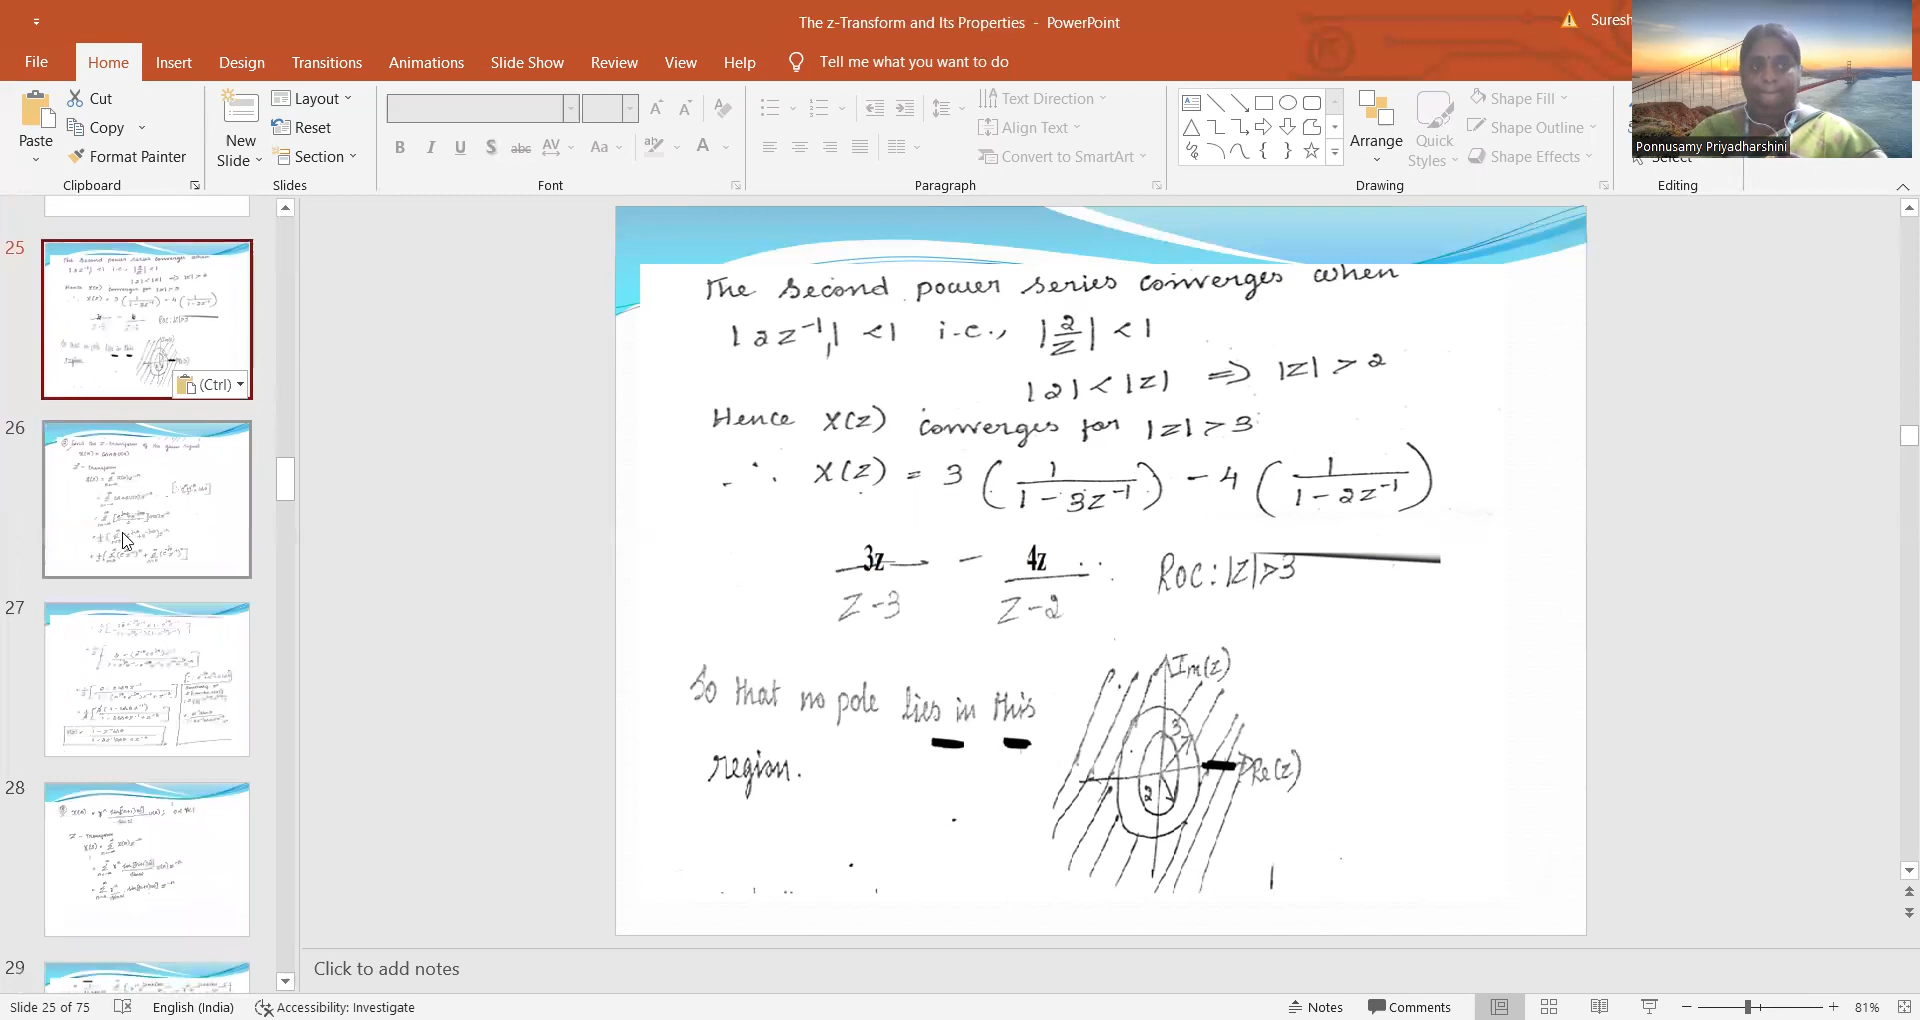 The z-Transform and Its Properties - PowerPoint
Suresh
File Home Insert Design Transitions Animations Slide Show Review View Help Tell me what you want to do
Cut
Copy
Format Painter
Paste
Clipboard
New Slide
Layout
Reset
Section
Slides
Font
Text Direction
Align Text
Convert to SmartArt
Paragraph
Arrange
Quick Styles
Shape Fill
Shape Outline
Shape Effects
Drawing
Select
Editing
Ponnusamy Priyadharshini
25
(Ctrl)
26
27
28
29
The second power series converges when
|2z⁻¹| < 1 i.e., |2/z| < 1
|2| < |z| ⇒ |z| > 2
Hence X(z) converges for |z| > 3
∴ X(z) = 3 (1/(1 - 3z⁻¹)) - 4 (1/(1 - 2z⁻¹))
3z/(z-3) - 4z/(z-2) Roc: |z| > 3
So that no pole lies in this
region.
Im(z)
3
Re(z)
2
Click to add notes
Slide 25 of 75 English (India) Accessibility: Investigate Notes Comments 81%